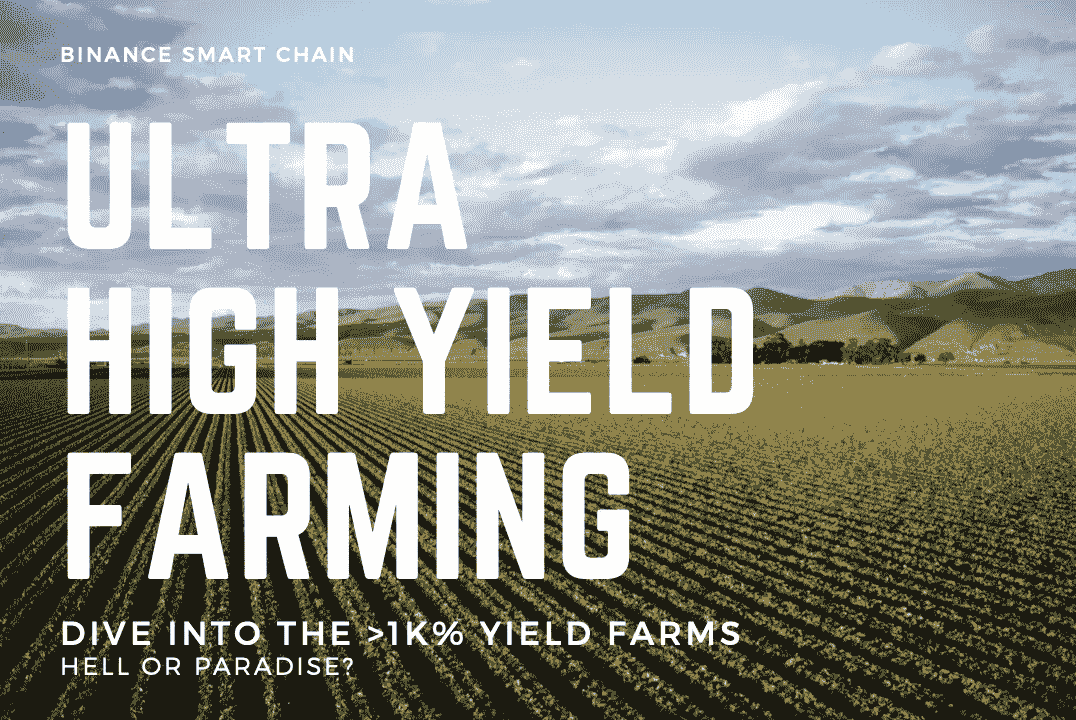 BINANCE SMART CHAIN
ULTRA
HIGH YIELD
FARMING
DIVE INTO THE >1K% YIELD FARMS
HELL OR PARADISE?